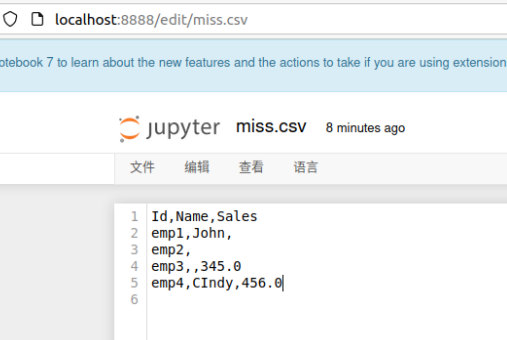 localhost:8888/edit/miss.csv
otebook 7 to learn about the new features and the actions to take if you are using extension
jupyter miss.csv 8 minutes ago
文件 编辑 查看 语言
1 Id,Name,Sales
2 emp1,John,
3 emp2,
4 emp3,,345.0
5 emp4,CIndy,456.0
6